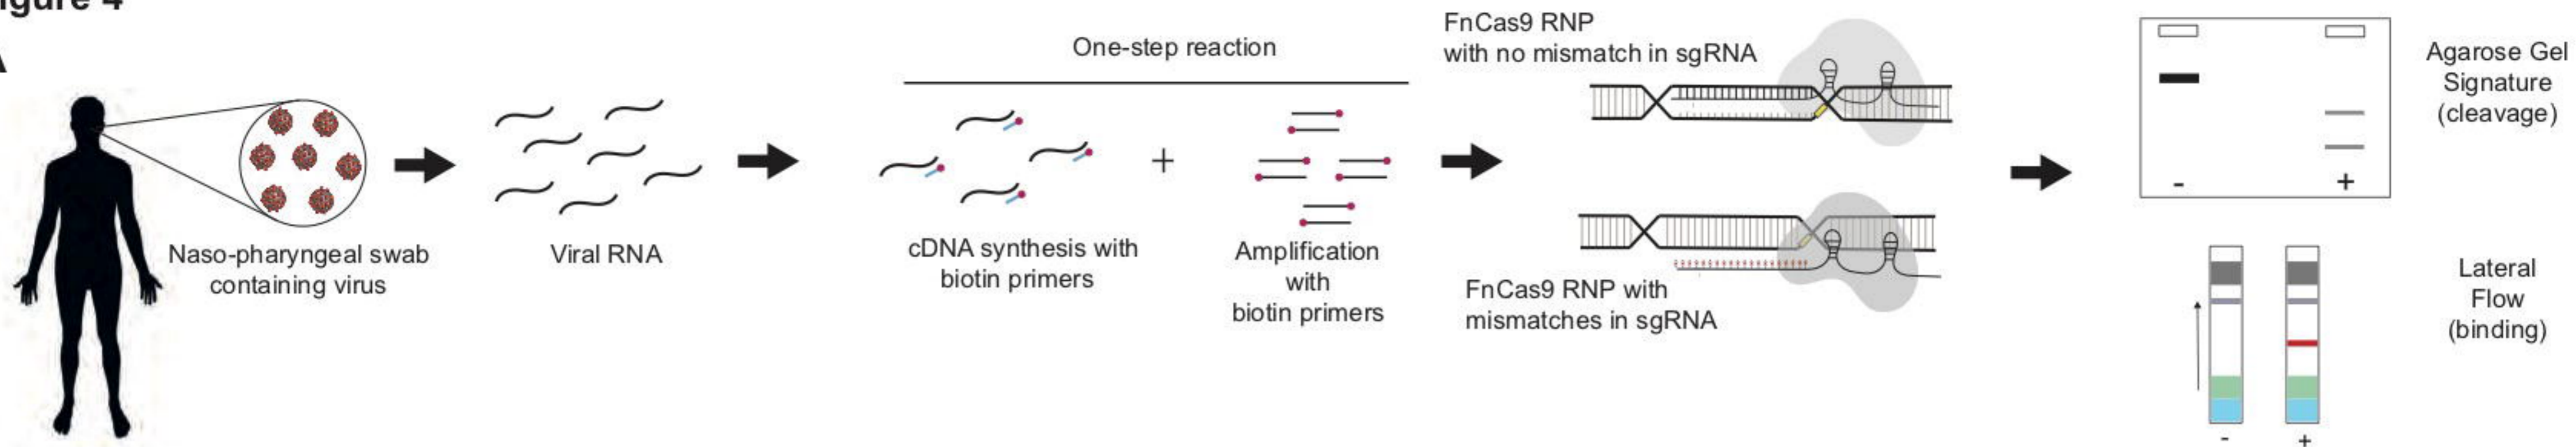 One-step reaction
FnCas9 RNP
with no mismatch in sgRNA
Naso-pharyngeal swab
containing virus
Viral RNA
cDNA synthesis with
biotin primers
+
Amplification
with
biotin primers
FnCas9 RNP with
mismatches in sgRNA
- +
Agarose Gel
Signature
(cleavage)
Lateral
Flow
(binding)
- +